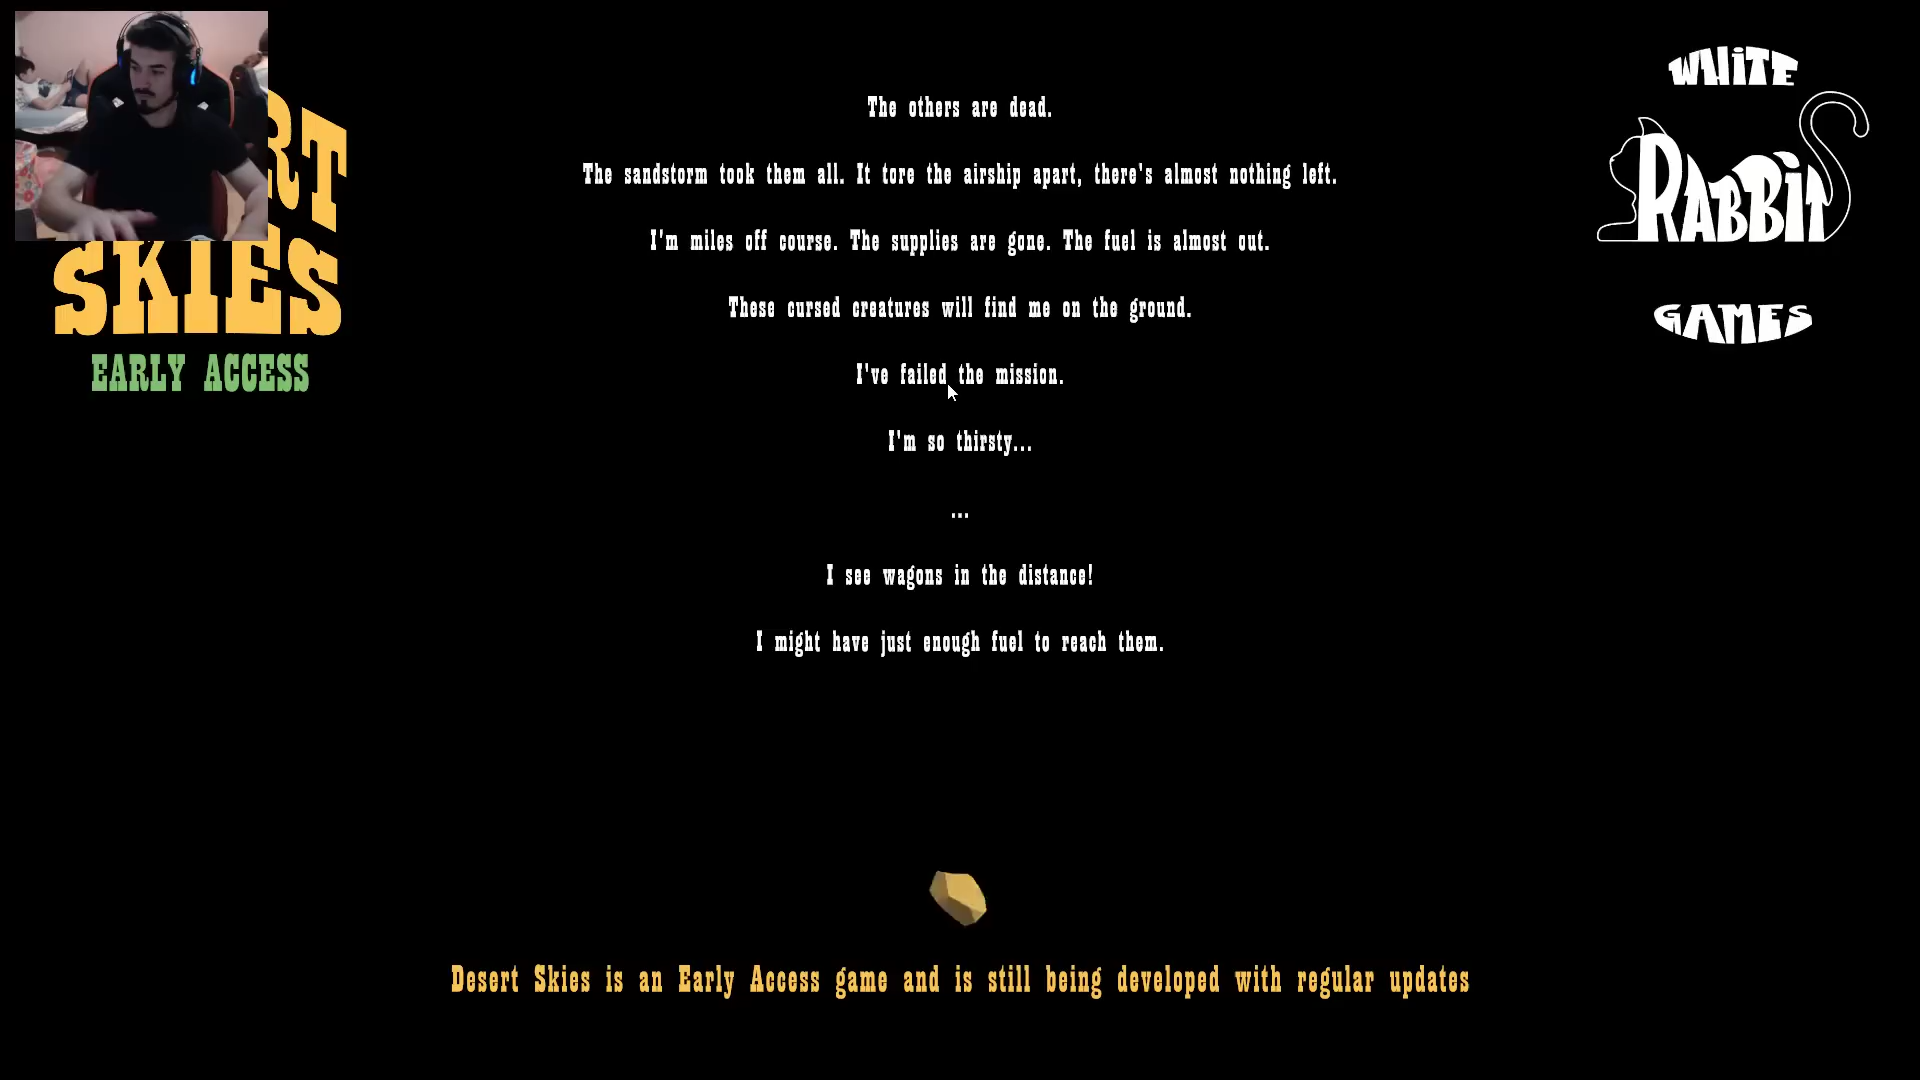 RT
SKIES
EARLY ACCESS
The others are dead.
The sandstorm took them all. It tore the airship apart, there's almost nothing left.
I'm miles off course. The supplies are gone. The fuel is almost out.
These cursed creatures will find me on the ground.
I've failed the mission.
I'm so thirsty...
...
I see wagons in the distance!
I might have just enough fuel to reach them.
WHiTE
RABBiT
GAMES
Desert Skies is an Early Access game and is still being developed with regular updates